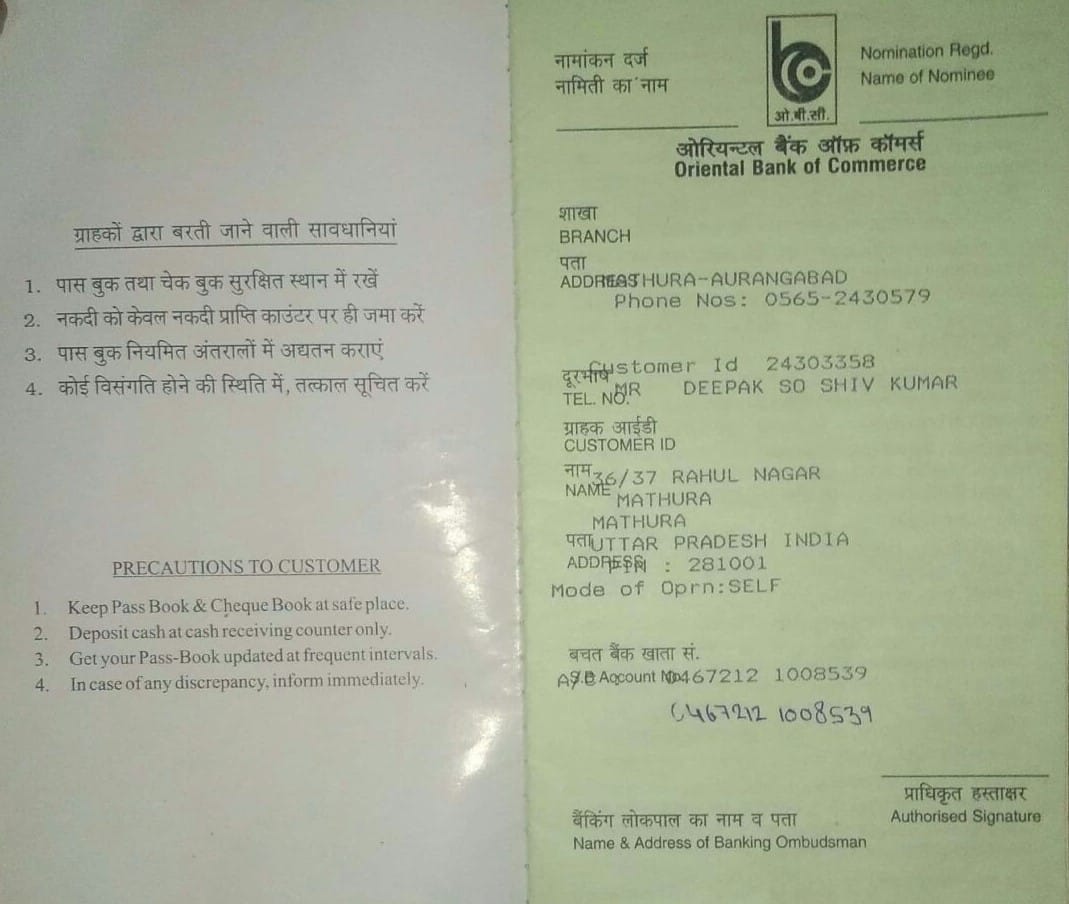 ग्राहकों द्वारा बरती जाने वाली सावधानियां
1. पास बुक तथा चेक बुक सुरक्षित स्थान में रखें
2. नकदी को केवल नकदी प्राप्ति काउंटर पर ही जमा करें
3. पास बुक नियमित अंतरालों में अद्यतन कराएं
4. कोई विसंगति होने की स्थिति में, तत्काल सूचित करें
PRECAUTIONS TO CUSTOMER
1. Keep Pass Book & Cheque Book at safe place.
2. Deposit cash at cash receiving counter only.
3. Get your Pass-Book updated at frequent intervals.
4. In case of any discrepancy, inform immediately.
नामांकन दर्ज
नामिती का नाम
ओ.बी.सी.
Nomination Regd.
Name of Nominee
ओरियन्टल बैंक ऑफ़ कॉमर्स
Oriental Bank of Commerce
शाखा
BRANCH
पता
ADDRESS MATHURA-AURANGABAD
Phone Nos: 0565-2430579
Customer Id 24303358
दूरभाष
TEL. NO. MR DEEPAK SO SHIV KUMAR
ग्राहक आईडी
CUSTOMER ID
नाम 36/37 RAHUL NAGAR
NAME MATHURA
MATHURA
पता UTTAR PRADESH INDIA
ADDRESS PIN : 281001
Mode of Oprn:SELF
बचत बैंक खाता सं.
S.B. Account No. 0467212 1008539
0467212 1008539
प्राधिकृत हस्ताक्षर
Authorised Signature
बैंकिंग लोकपाल का नाम व पता
Name & Address of Banking Ombudsman